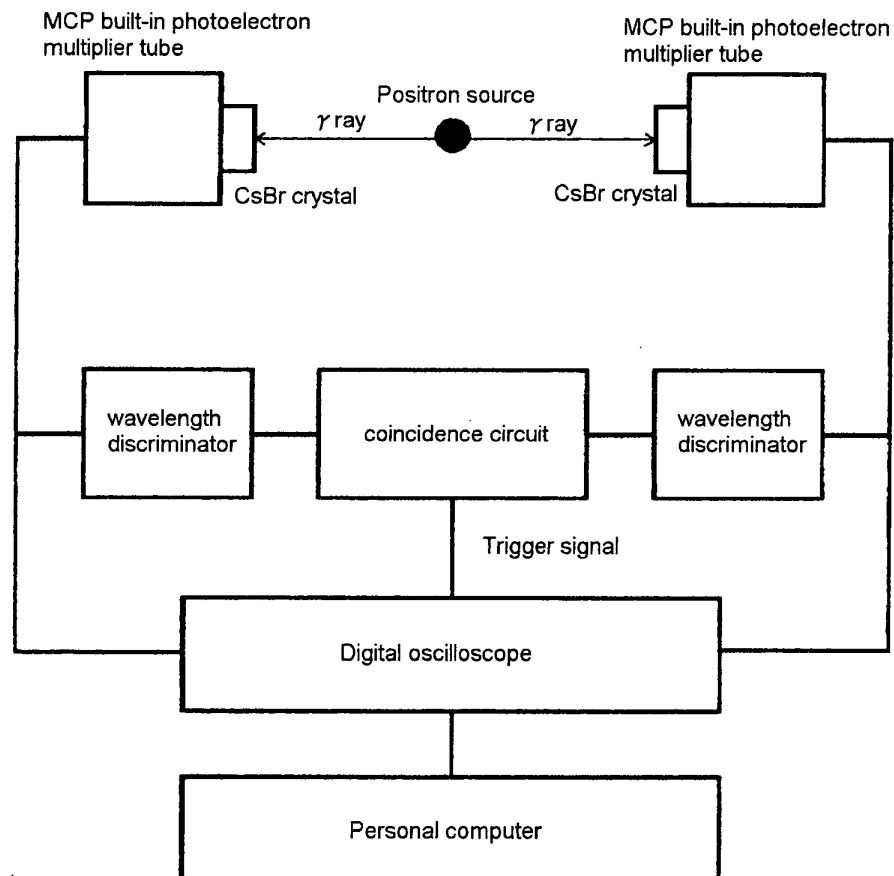 MCP built-in photoelectron
multiplier tube
MCP built-in photoelectron
multiplier tube
Positron source
γ ray
γ ray
CsBr crystal
CsBr crystal
wavelength
discriminator
coincidence circuit
wavelength
discriminator
Trigger signal
Digital oscilloscope
Personal computer